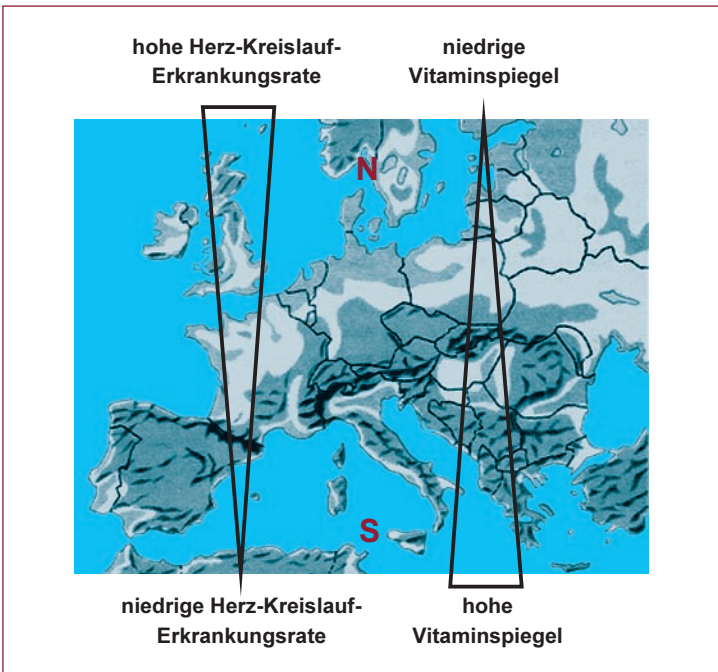 hohe Herz-Kreislauf-
Erkrankungsrate
niedrige
Vitaminspiegel
N
S
niedrige Herz-Kreislauf-
Erkrankungsrate
hohe
Vitaminspiegel